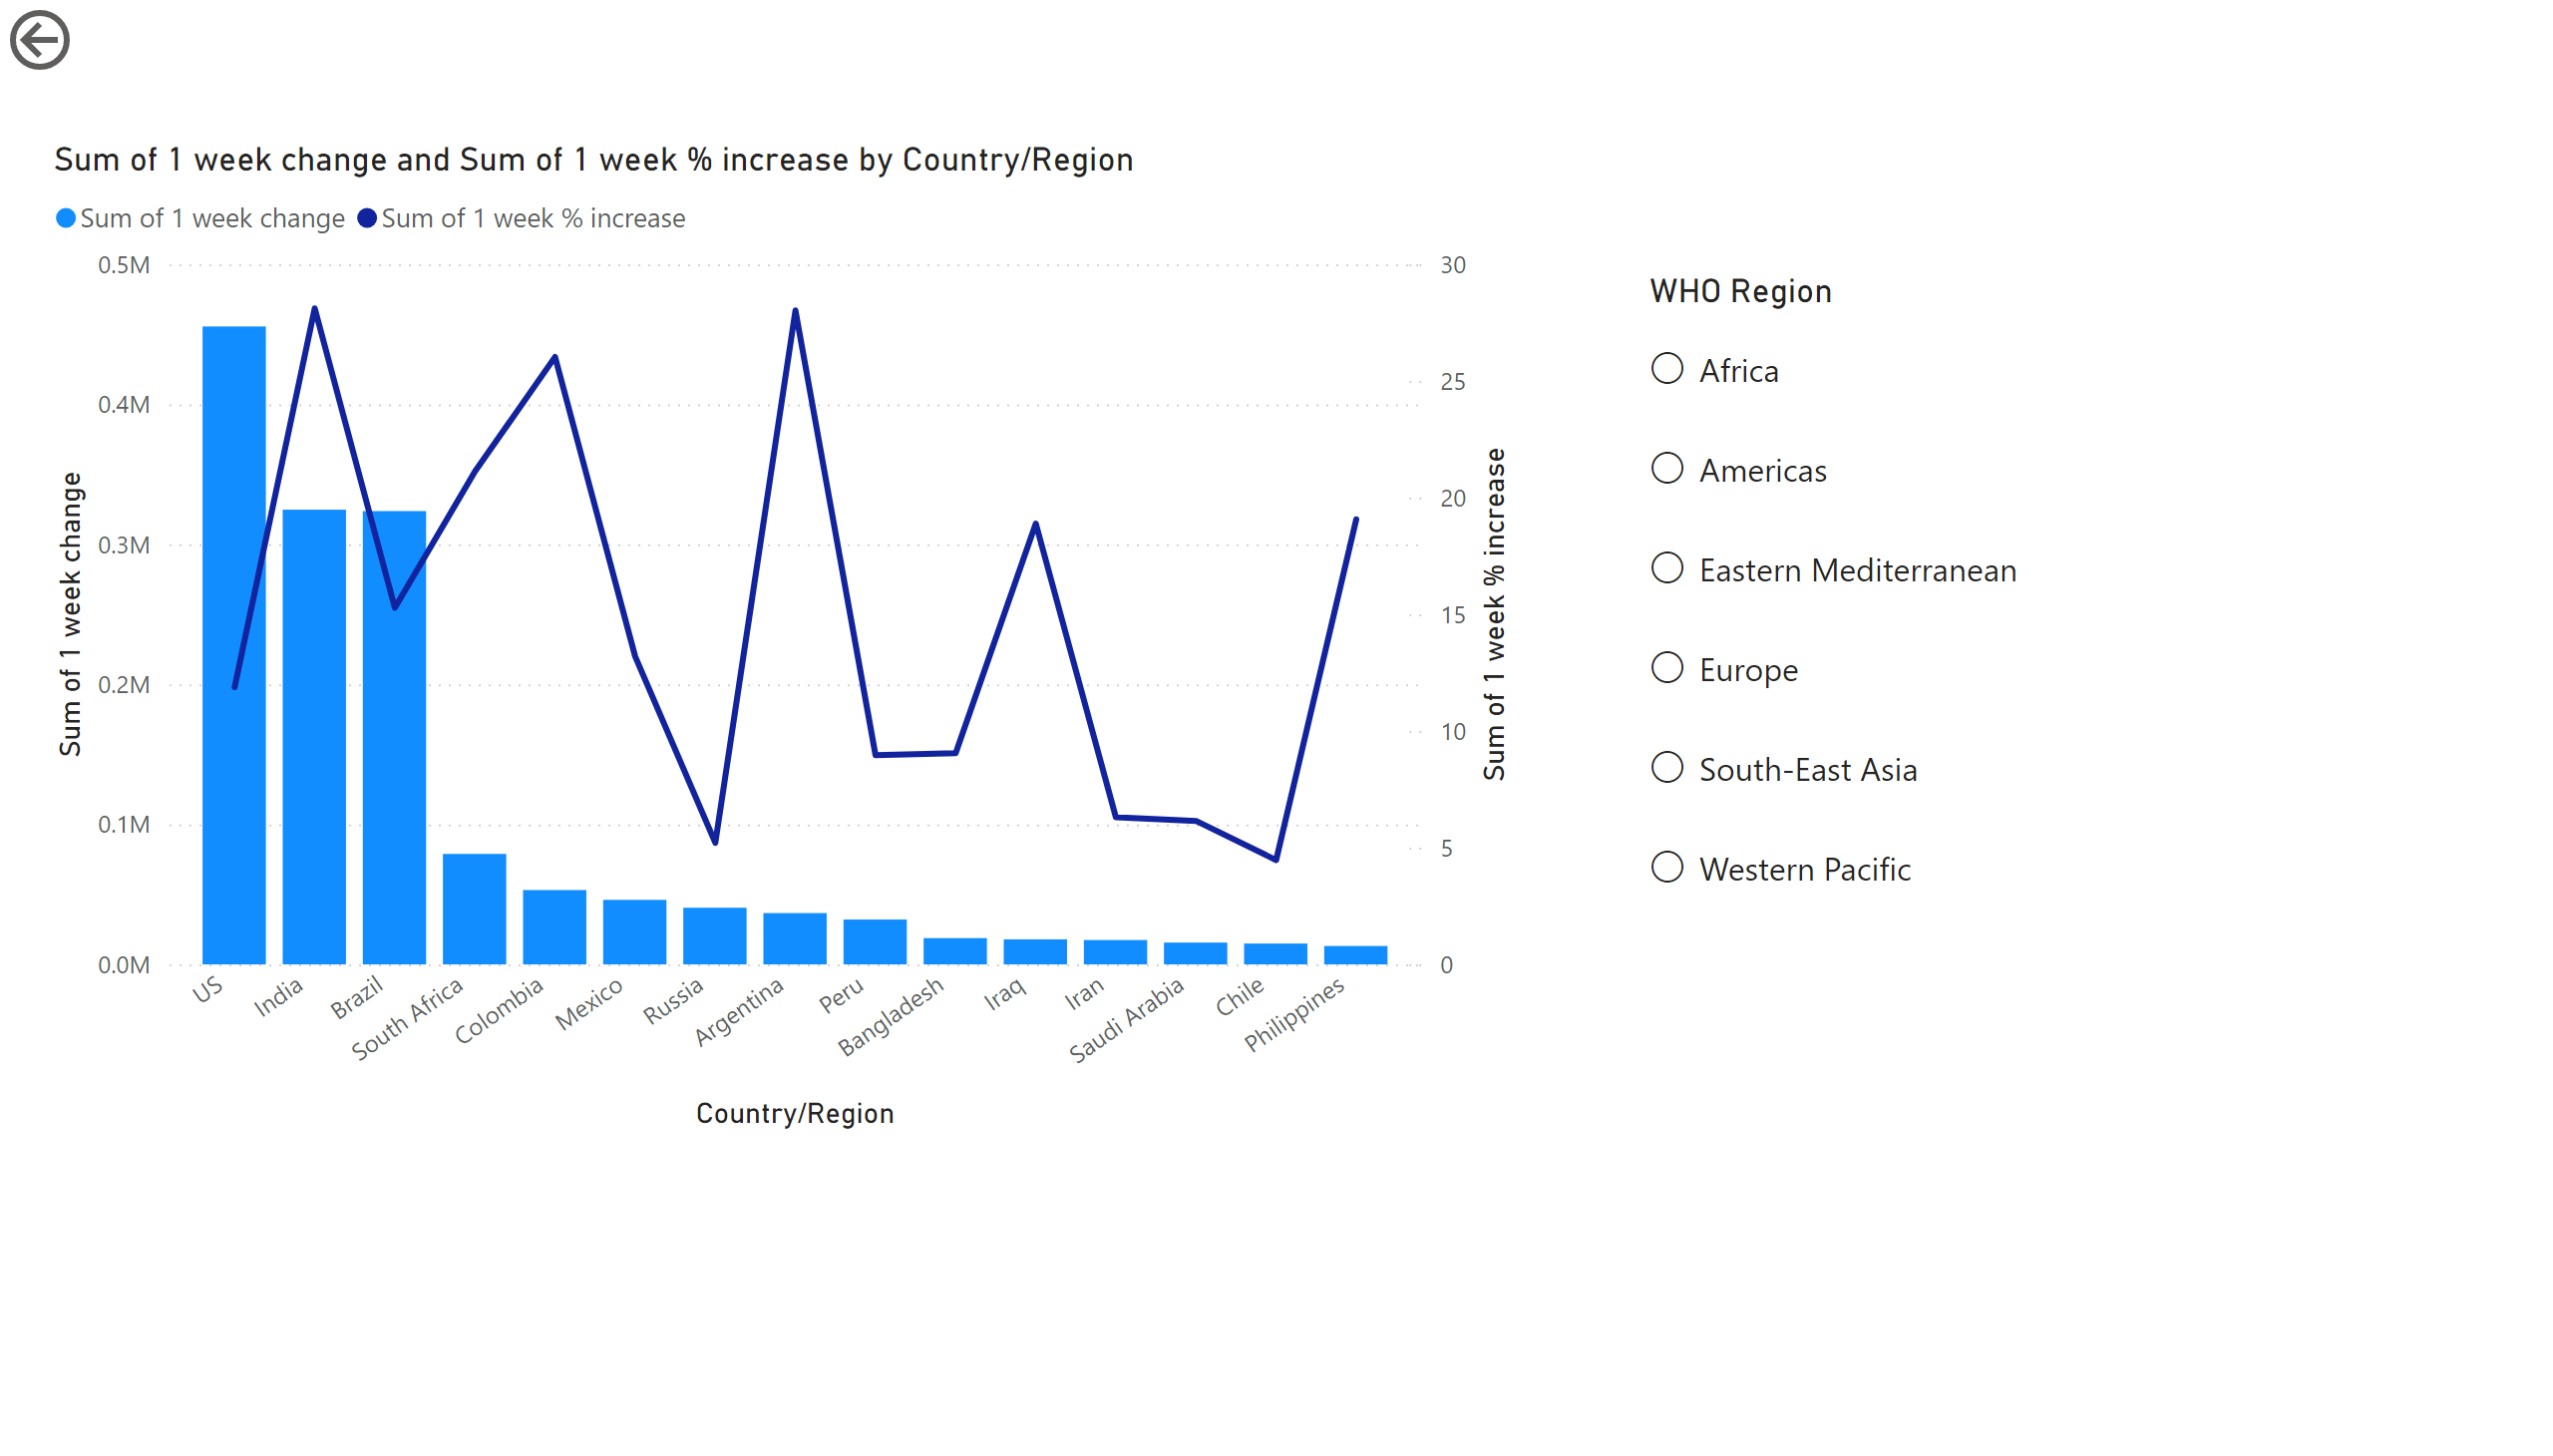 Sum of 1 week change and Sum of 1 week % increase by Country/Region
Sum of 1 week change Sum of 1 week % increase
Sum of 1 week change
0.5M
0.4M
0.3M
0.2M
0.1M
0.0M
30
25
20
15
10
5
0
Sum of 1 week % increase
US
India
Brazil
South Africa
Colombia
Mexico
Russia
Argentina
Peru
Bangladesh
Iraq
Iran
Saudi Arabia
Chile
Philippines
Country/Region
WHO Region
Africa
Americas
Eastern Mediterranean
Europe
South-East Asia
Western Pacific